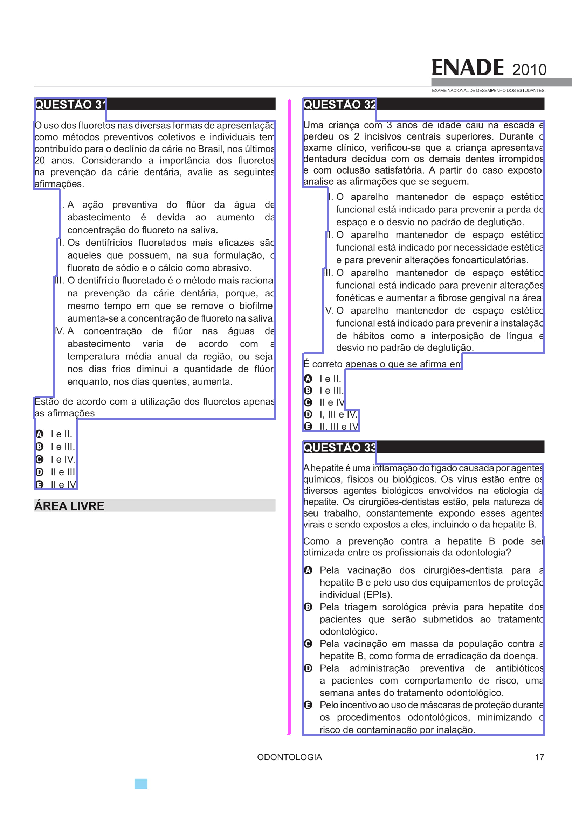 ENADE 2010
EXAME NACIONAL DE DESEMPENHO DOS ESTUDANTES
QUESTÃO 31
O uso dos fluoretos nas diversas formas de apresentação
como métodos preventivos coletivos e individuais tem
contribuído para o declínio da cárie no Brasil, nos últimos
20 anos. Considerando a importância dos fluoretos
na prevenção da cárie dentária, avalie as seguintes
afirmações.
I. A ação preventiva do flúor da água de
abastecimento é devida ao aumento da
concentração do fluoreto na saliva.
II. Os dentifrícios fluoretados mais eficazes são
aqueles que possuem, na sua formulação, o
fluoreto de sódio e o cálcio como abrasivo.
III. O dentifrício fluoretado é o método mais racional
na prevenção da cárie dentária, porque, ao
mesmo tempo em que se remove o biofilme,
aumenta-se a concentração de fluoreto na saliva.
IV. A concentração de flúor nas águas de
abastecimento varia de acordo com a
temperatura média anual da região, ou seja,
nos dias frios diminui a quantidade de flúor,
enquanto, nos dias quentes, aumenta.
Estão de acordo com a utilização dos fluoretos apenas
as afirmações
A I e II.
B I e III.
C I e IV.
D II e III.
E II e IV.
ÁREA LIVRE
QUESTÃO 32
Uma criança com 3 anos de idade caiu na escada e
perdeu os 2 incisivos centrais superiores. Durante o
exame clínico, verificou-se que a criança apresentava
dentadura decídua com os demais dentes irrompidos
e com oclusão satisfatória. A partir do caso exposto,
analise as afirmações que se seguem.
I. O aparelho mantenedor de espaço estético
funcional está indicado para prevenir a perda do
espaço e o desvio no padrão de deglutição.
II. O aparelho mantenedor de espaço estético
funcional está indicado por necessidade estética
e para prevenir alterações fonoarticulatórias.
III. O aparelho mantenedor de espaço estético
funcional está indicado para prevenir alterações
fonéticas e aumentar a fibrose gengival na área.
IV. O aparelho mantenedor de espaço estético
funcional está indicado para prevenir a instalação
de hábitos como a interposição de língua e
desvio no padrão de deglutição.
É correto apenas o que se afirma em
A I e II.
B I e III.
C II e IV.
D I, III e IV.
E II, III e IV.
QUESTÃO 33
A hepatite é uma inflamação do fígado causada por agentes
químicos, físicos ou biológicos. Os vírus estão entre os
diversos agentes biológicos envolvidos na etiologia da
hepatite. Os cirurgiões-dentistas estão, pela natureza de
seu trabalho, constantemente expondo esses agentes
virais e sendo expostos a eles, incluindo o da hepatite B.
Como a prevenção contra a hepatite B pode ser
otimizada entre os profissionais da odontologia?
A Pela vacinação dos cirurgiões-dentista para a
hepatite B e pelo uso dos equipamentos de proteção
individual (EPIs).
B Pela triagem sorológica prévia para hepatite dos
pacientes que serão submetidos ao tratamento
odontológico.
C Pela vacinação em massa da população contra a
hepatite B, como forma de erradicação da doença.
D Pela administração preventiva de antibióticos
a pacientes com comportamento de risco, uma
semana antes do tratamento odontológico.
E Pelo incentivo ao uso de máscaras de proteção durante
os procedimentos odontológicos, minimizando o
risco de contaminação por inalação.
ODONTOLOGIA
17